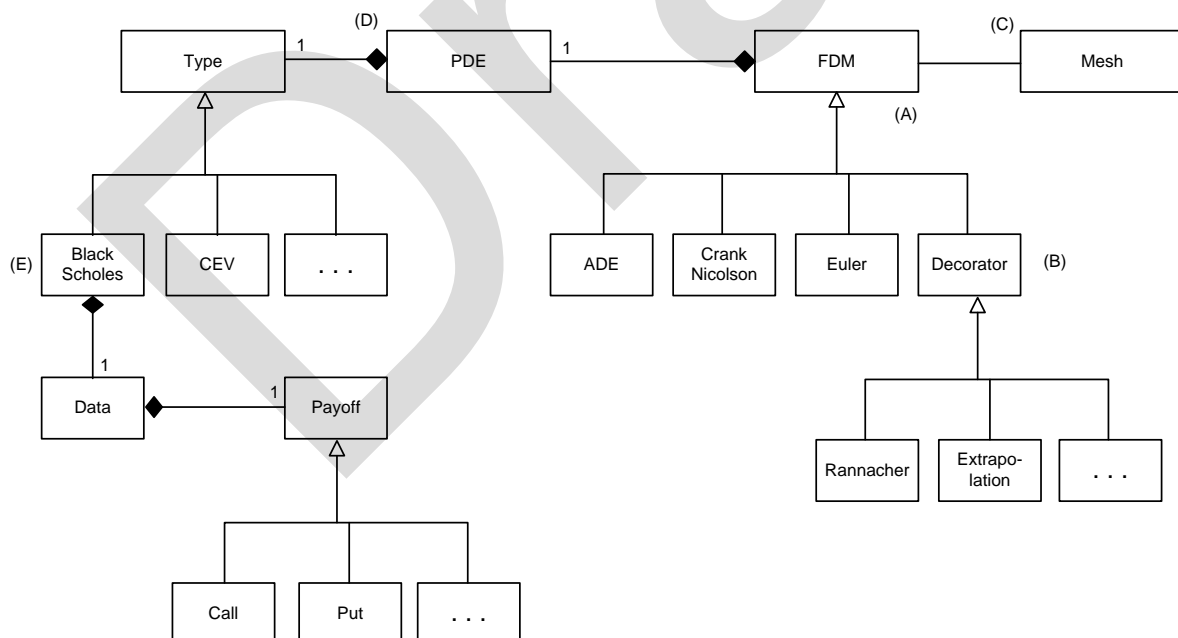 (D)
(C)
Type
1
PDE
1
FDM
Mesh
(A)
(E)
Black
Scholes
CEV
. . .
ADE
Crank
Nicolson
Euler
Decorator
(B)
1
Data
1
Payoff
Rannacher
Extrapo-
lation
. . .
Call
Put
. . .